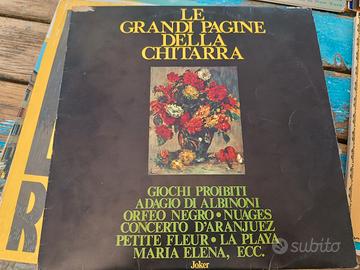 LE
GRANDI PAGINE
DELLA
CHITARRA
GIOCHI PROIBITI
ADAGIO DI ALBINONI
ORFEO NEGRO • NUAGES
CONCERTO D'ARANJUEZ
PETITE FLEUR • LA PLAYA
MARIA ELENA, ECC.
Joker
subito
R